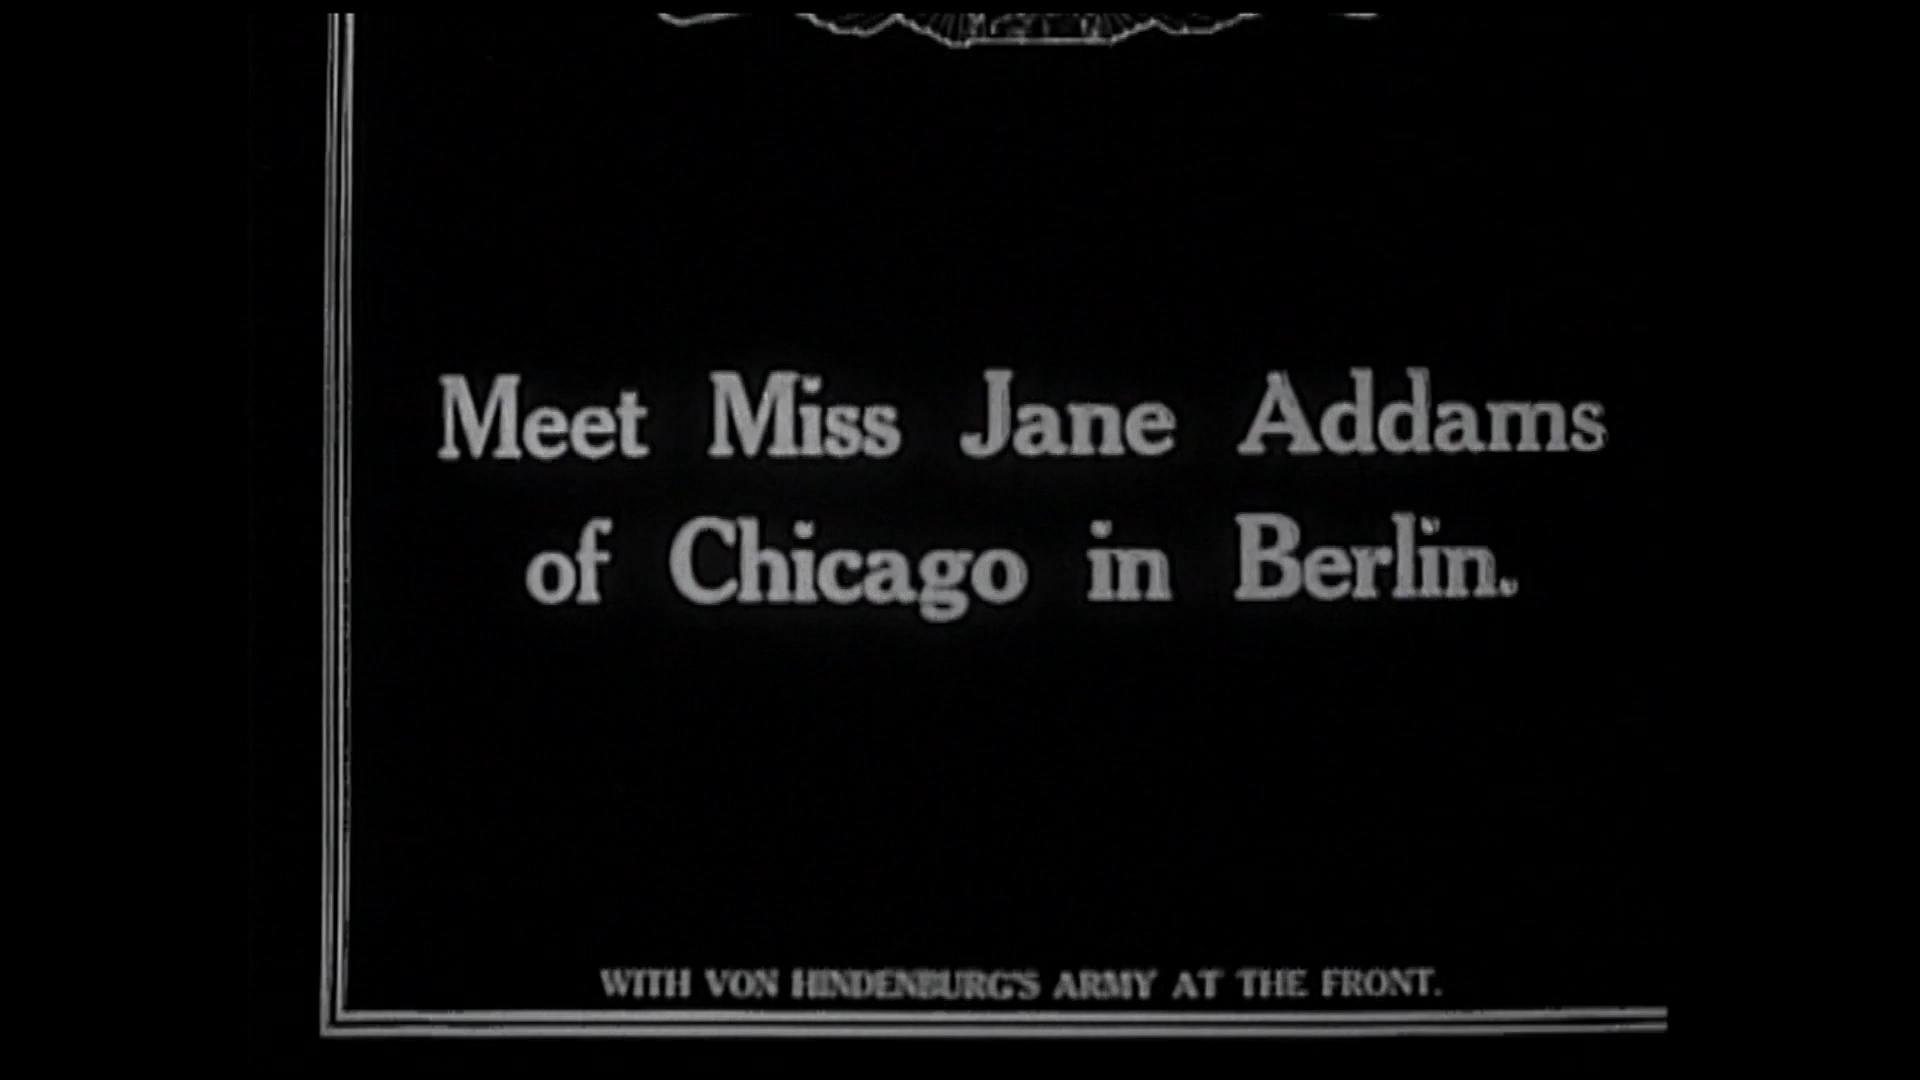 Meet Miss Jane Addams
of Chicago in Berlin.
WITH VON HINDENBURG'S ARMY AT THE FRONT.